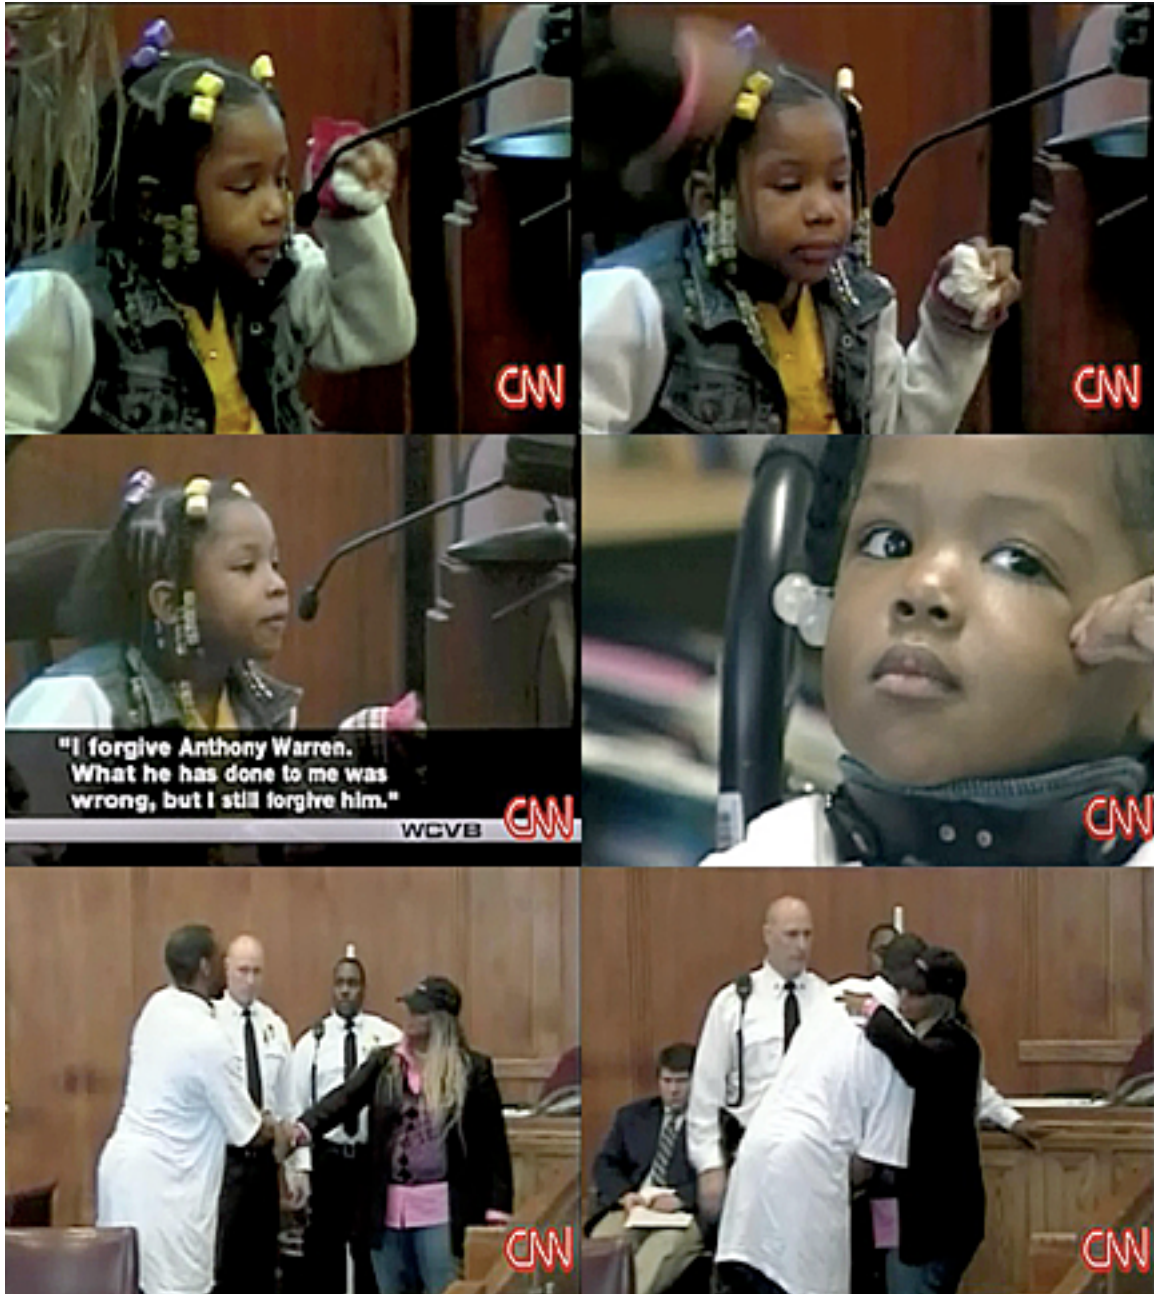 CNN
CNN
"I forgive Anthony Warren.
What he has done to me was
wrong, but I still forgive him."
WCVB CNN
CNN
CNN
CNN